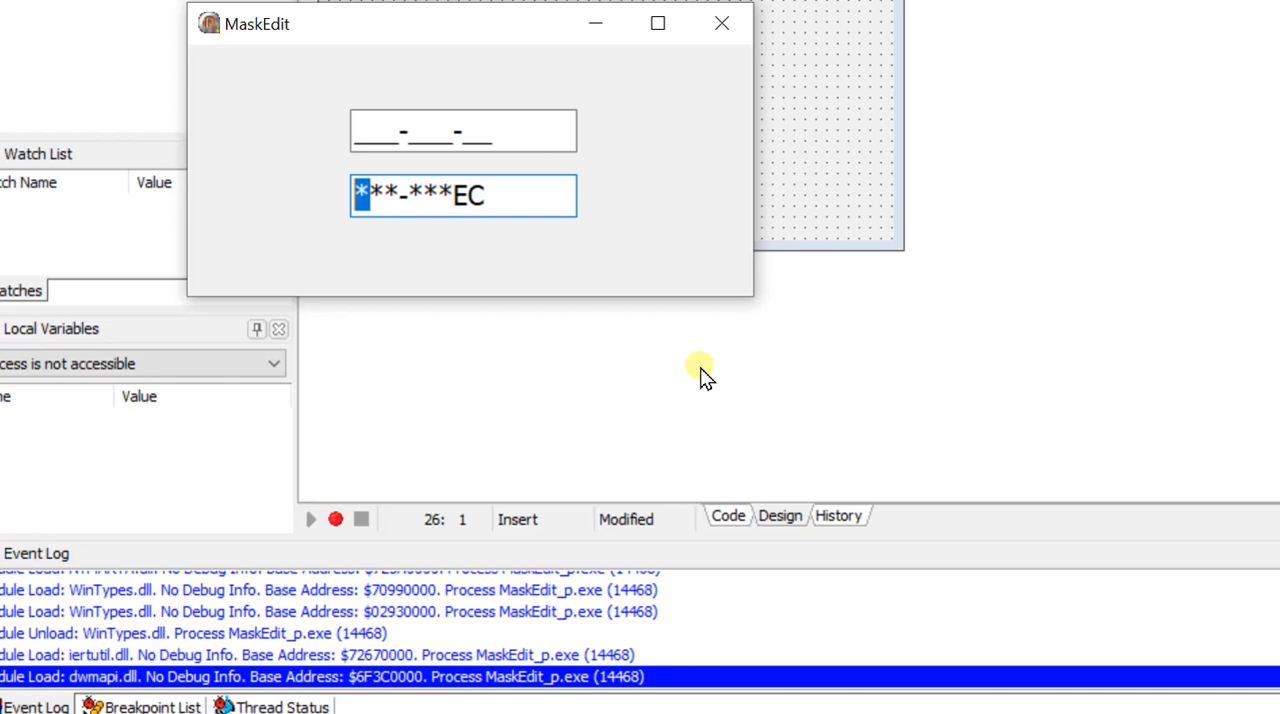 MaskEdit
___-___-__
***-***EC
Watch List
tch Name Value
atches
Local Variables
cess is not accessible
ne Value
26: 1 Insert Modified Code Design History
Event Log
dule Load: WinTypes.dll. No Debug Info. Base Address: $70990000. Process MaskEdit_p.exe (14468)
dule Load: WinTypes.dll. No Debug Info. Base Address: $02930000. Process MaskEdit_p.exe (14468)
dule Unload: WinTypes.dll. Process MaskEdit_p.exe (14468)
dule Load: iertutil.dll. No Debug Info. Base Address: $72670000. Process MaskEdit_p.exe (14468)
dule Load: dwmapi.dll. No Debug Info. Base Address: $6F3C0000. Process MaskEdit_p.exe (14468)
Event Log Breakpoint List Thread Status